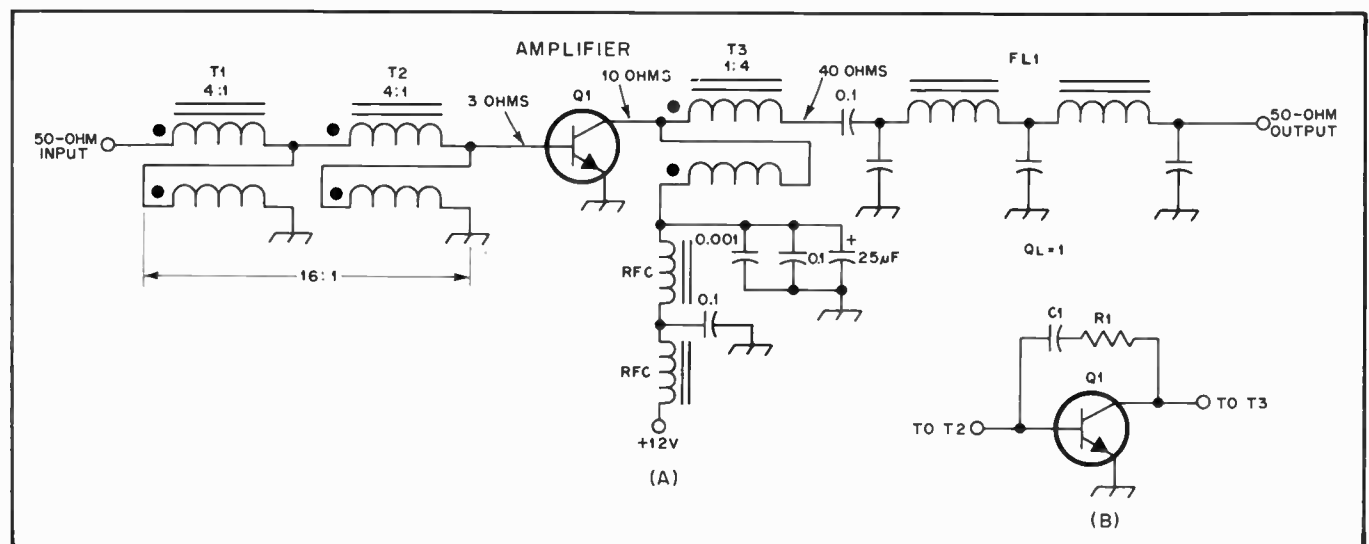 AMPLIFIER
T1
4:1
T2
4:1
3 OHMS
Q1
10 OHMS
T3
1:4
40 OHMS
0.1
FL1
50-OHM
INPUT
50-OHM
OUTPUT
16:1
RFC
0.001
0.1
+
25µF
QL=1
0.1
RFC
+12V
(A)
C1
R1
Q1
TO T2
TO T3
(B)